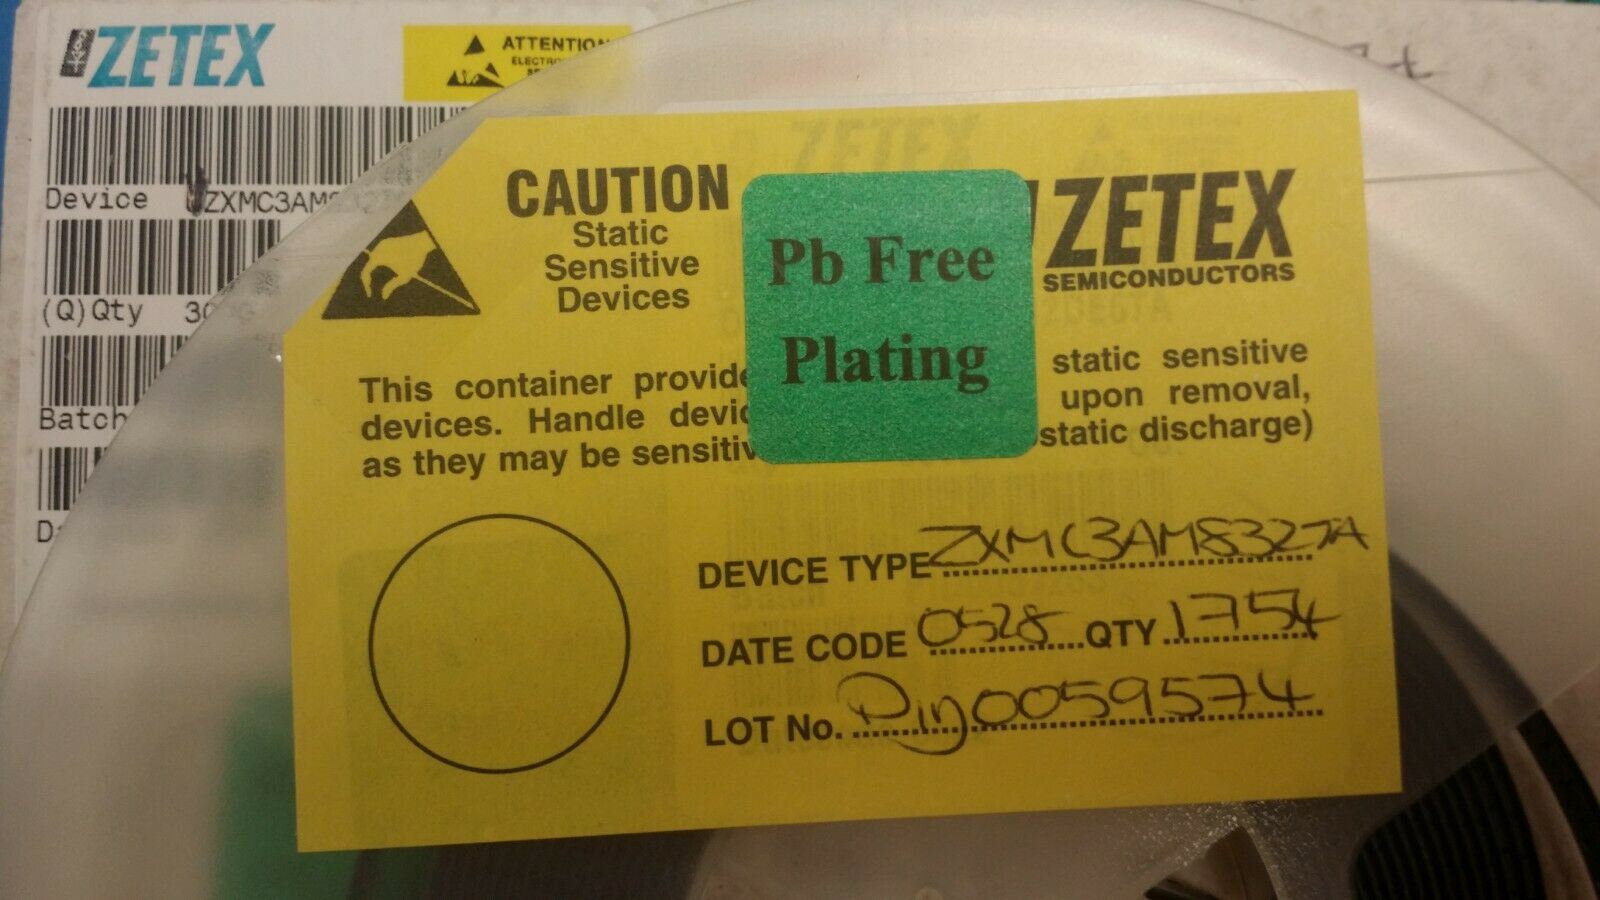 ZETEX
ATTENTION
Device ZXMC3AM8327
(Q)Qty
Batch
CAUTION
Static
Sensitive
Devices
Pb Free
Plating
ZETEX
SEMICONDUCTORS
This container provide static sensitive
devices. Handle devic upon removal,
as they may be sensitiv static discharge)
DEVICE TYPE ZXMC3AM8327A
DATE CODE 0528 QTY 1754
LOT No. 0059574